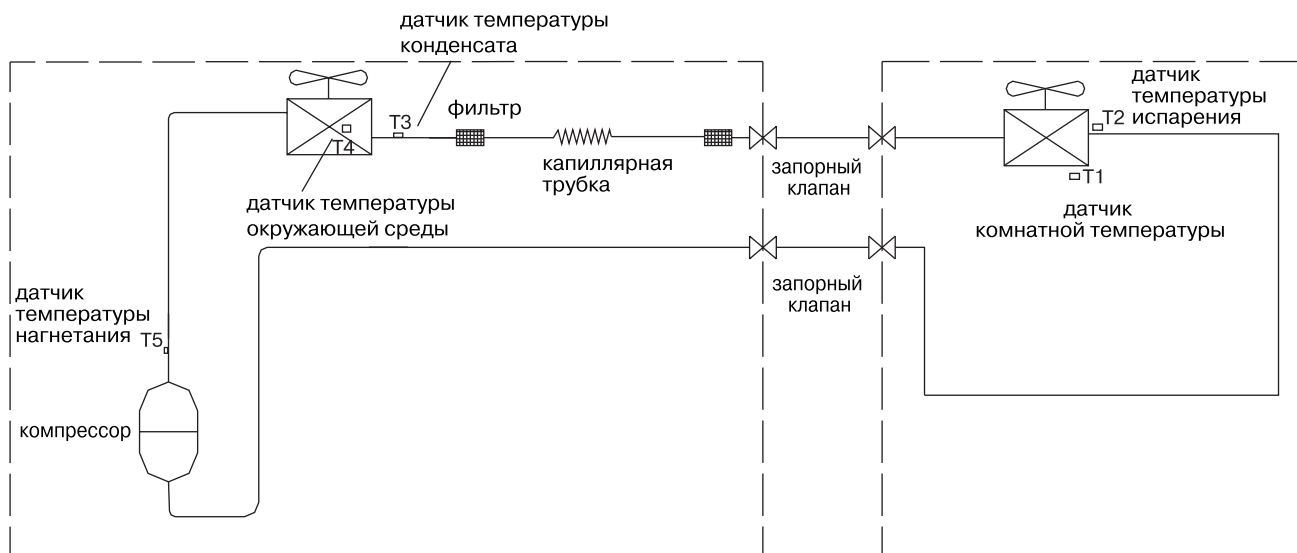 датчик температуры
конденсата
T3
фильтр
T4
капиллярная
трубка
запорный
клапан
датчик
температуры
испарения
T2
T1
датчик
комнатной температуры
датчик температуры
окружающей среды
запорный
клапан
датчик
температуры
нагнетания
T5
компрессор